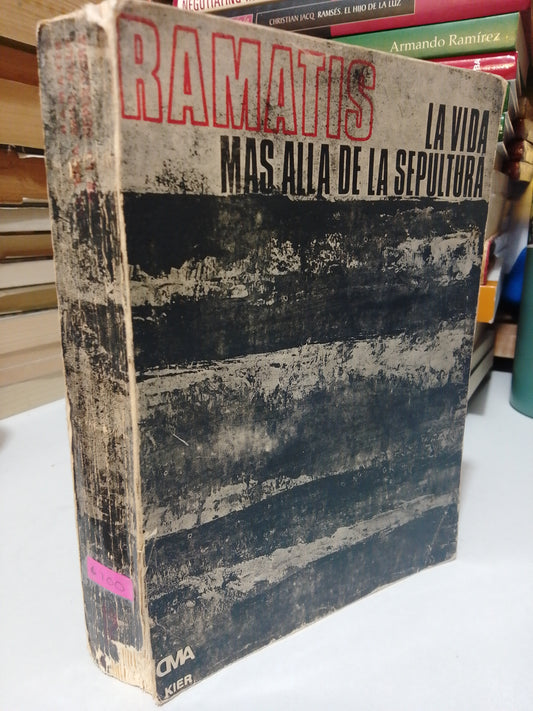 NEGOTIATING
CHRISTIAN JACQ. RAMSÉS. EL HIJO DE LA LUZ
Armando Ramírez
RAMATIS
LA VIDA
MAS ALLA DE LA SEPULTURA
CMA
KIER